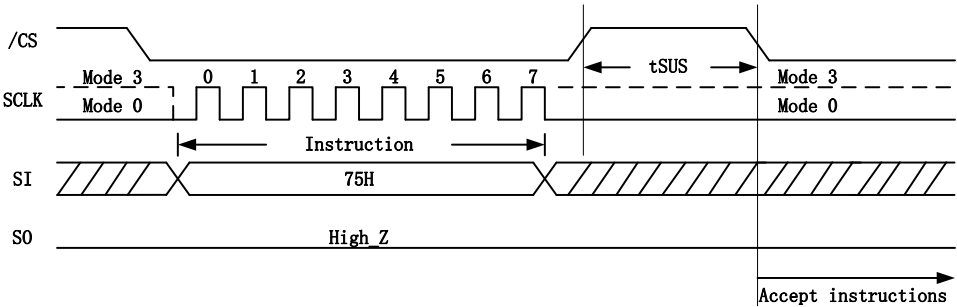 /CS
tSUS
Mode 3 0 1 2 3 4 5 6 7 Mode 3
SCLK
Mode 0 Mode 0
Instruction
SI 75H
SO High_Z
Accept instructions